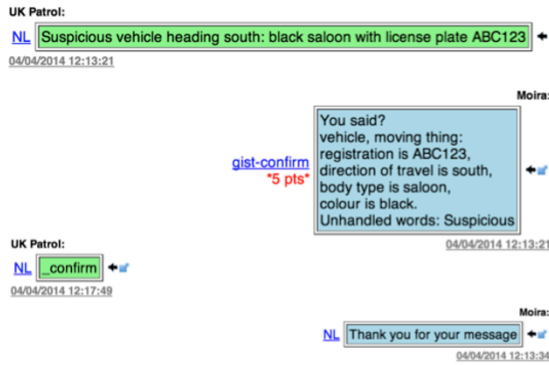 UK Patrol:
NL Suspicious vehicle heading south: black saloon with license plate ABC123
04/04/2014 12:13:21
Moira:
You said?
vehicle, moving thing:
registration is ABC123,
gist-confirm direction of travel is south,
*5 pts* body type is saloon,
colour is black.
Unhandled words: Suspicious
04/04/2014 12:13:21
UK Patrol:
NL _confirm
04/04/2014 12:17:49
Moira:
NL Thank you for your message
04/04/2014 12:13:34